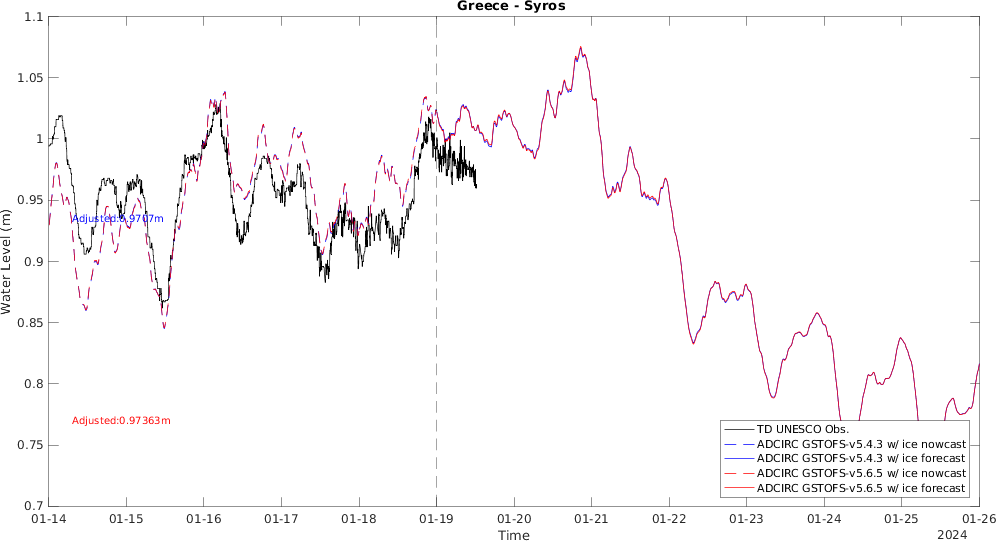 Greece - Syros
1.1
1.05
1
0.95
0.9
0.85
0.8
0.75
0.7
Water Level (m)
Adjusted:0.97363m
01-14
01-15
01-16
01-17
01-18
01-19
01-20
01-21
01-22
01-23
01-24
01-25
01-26
Time
2024
TD UNESCO Obs.
ADCIRC GSTOFS-v5.4.3 w/ ice nowcast
ADCIRC GSTOFS-v5.4.3 w/ ice forecast
ADCIRC GSTOFS-v5.6.5 w/ ice nowcast
ADCIRC GSTOFS-v5.6.5 w/ ice forecast